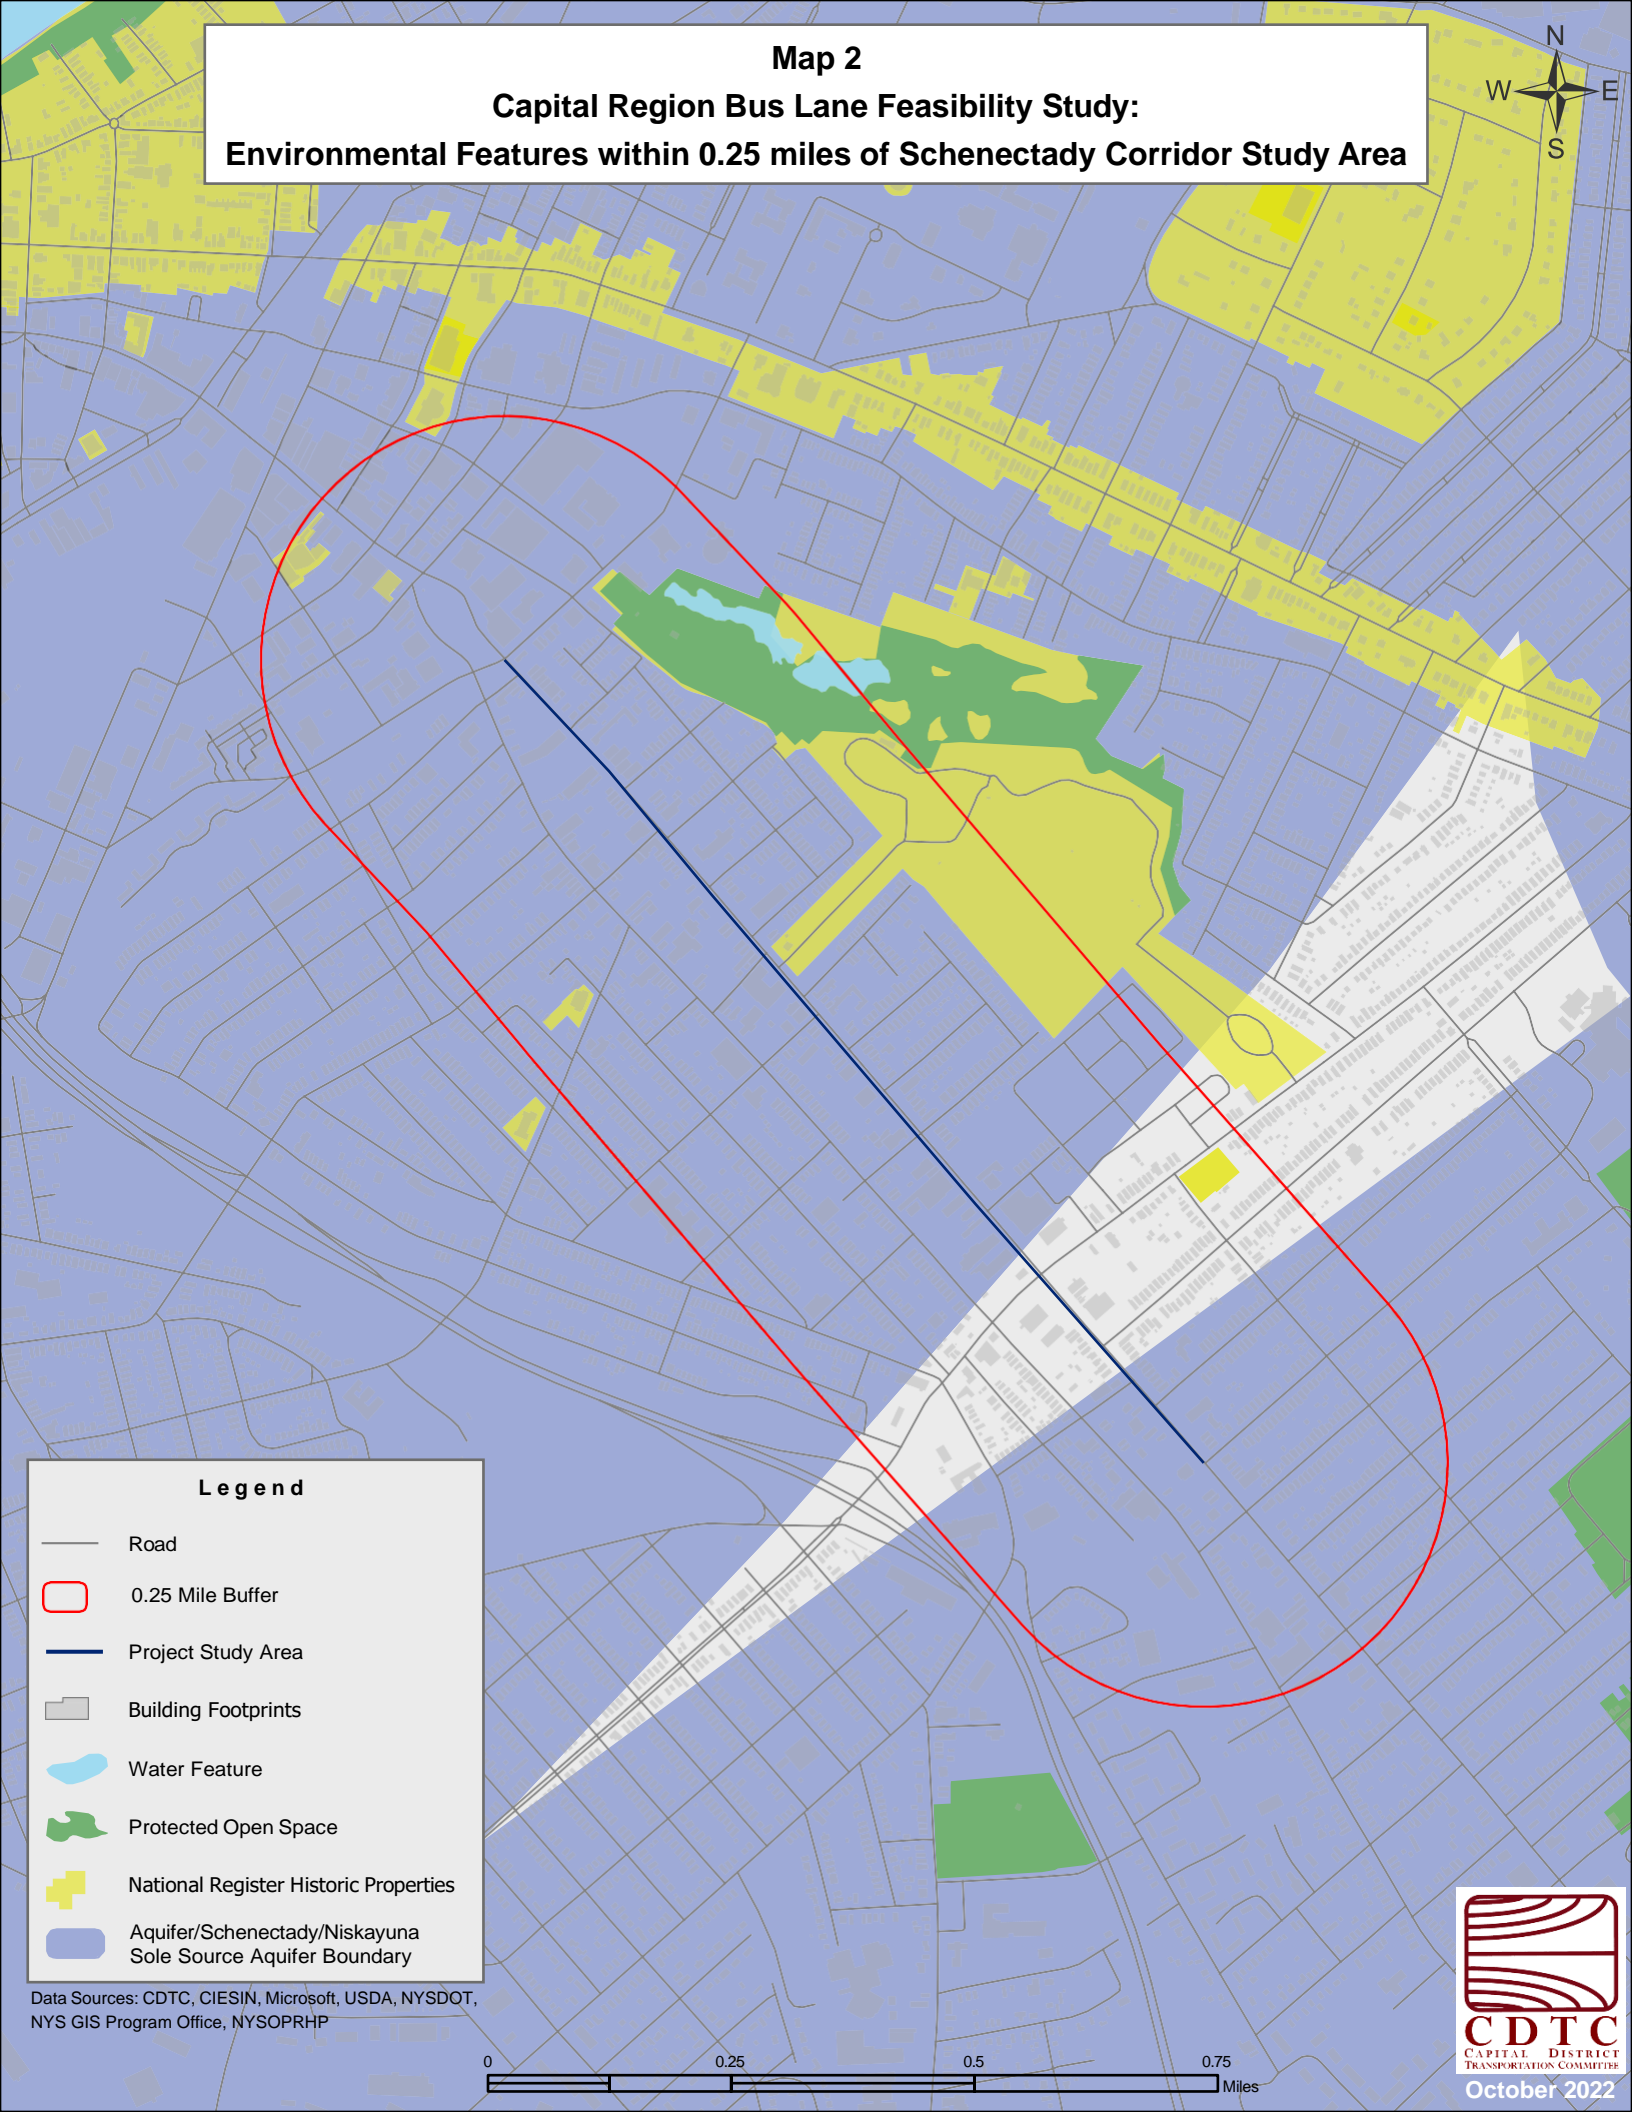 Map 2
Capital Region Bus Lane Feasibility Study:
Environmental Features within 0.25 miles of Schenectady Corridor Study Area
N
W E
S
Legend
Road
0.25 Mile Buffer
Project Study Area
Building Footprints
Water Feature
Protected Open Space
National Register Historic Properties
Aquifer/Schenectady/Niskayuna
Sole Source Aquifer Boundary
Data Sources: CDTC, CIESIN, Microsoft, USDA, NYSDOT,
NYS GIS Program Office, NYSOPRHP
0 0.25 0.5 0.75
Miles
CDTC
CAPITAL DISTRICT
TRANSPORTATION COMMITTEE
October 2022